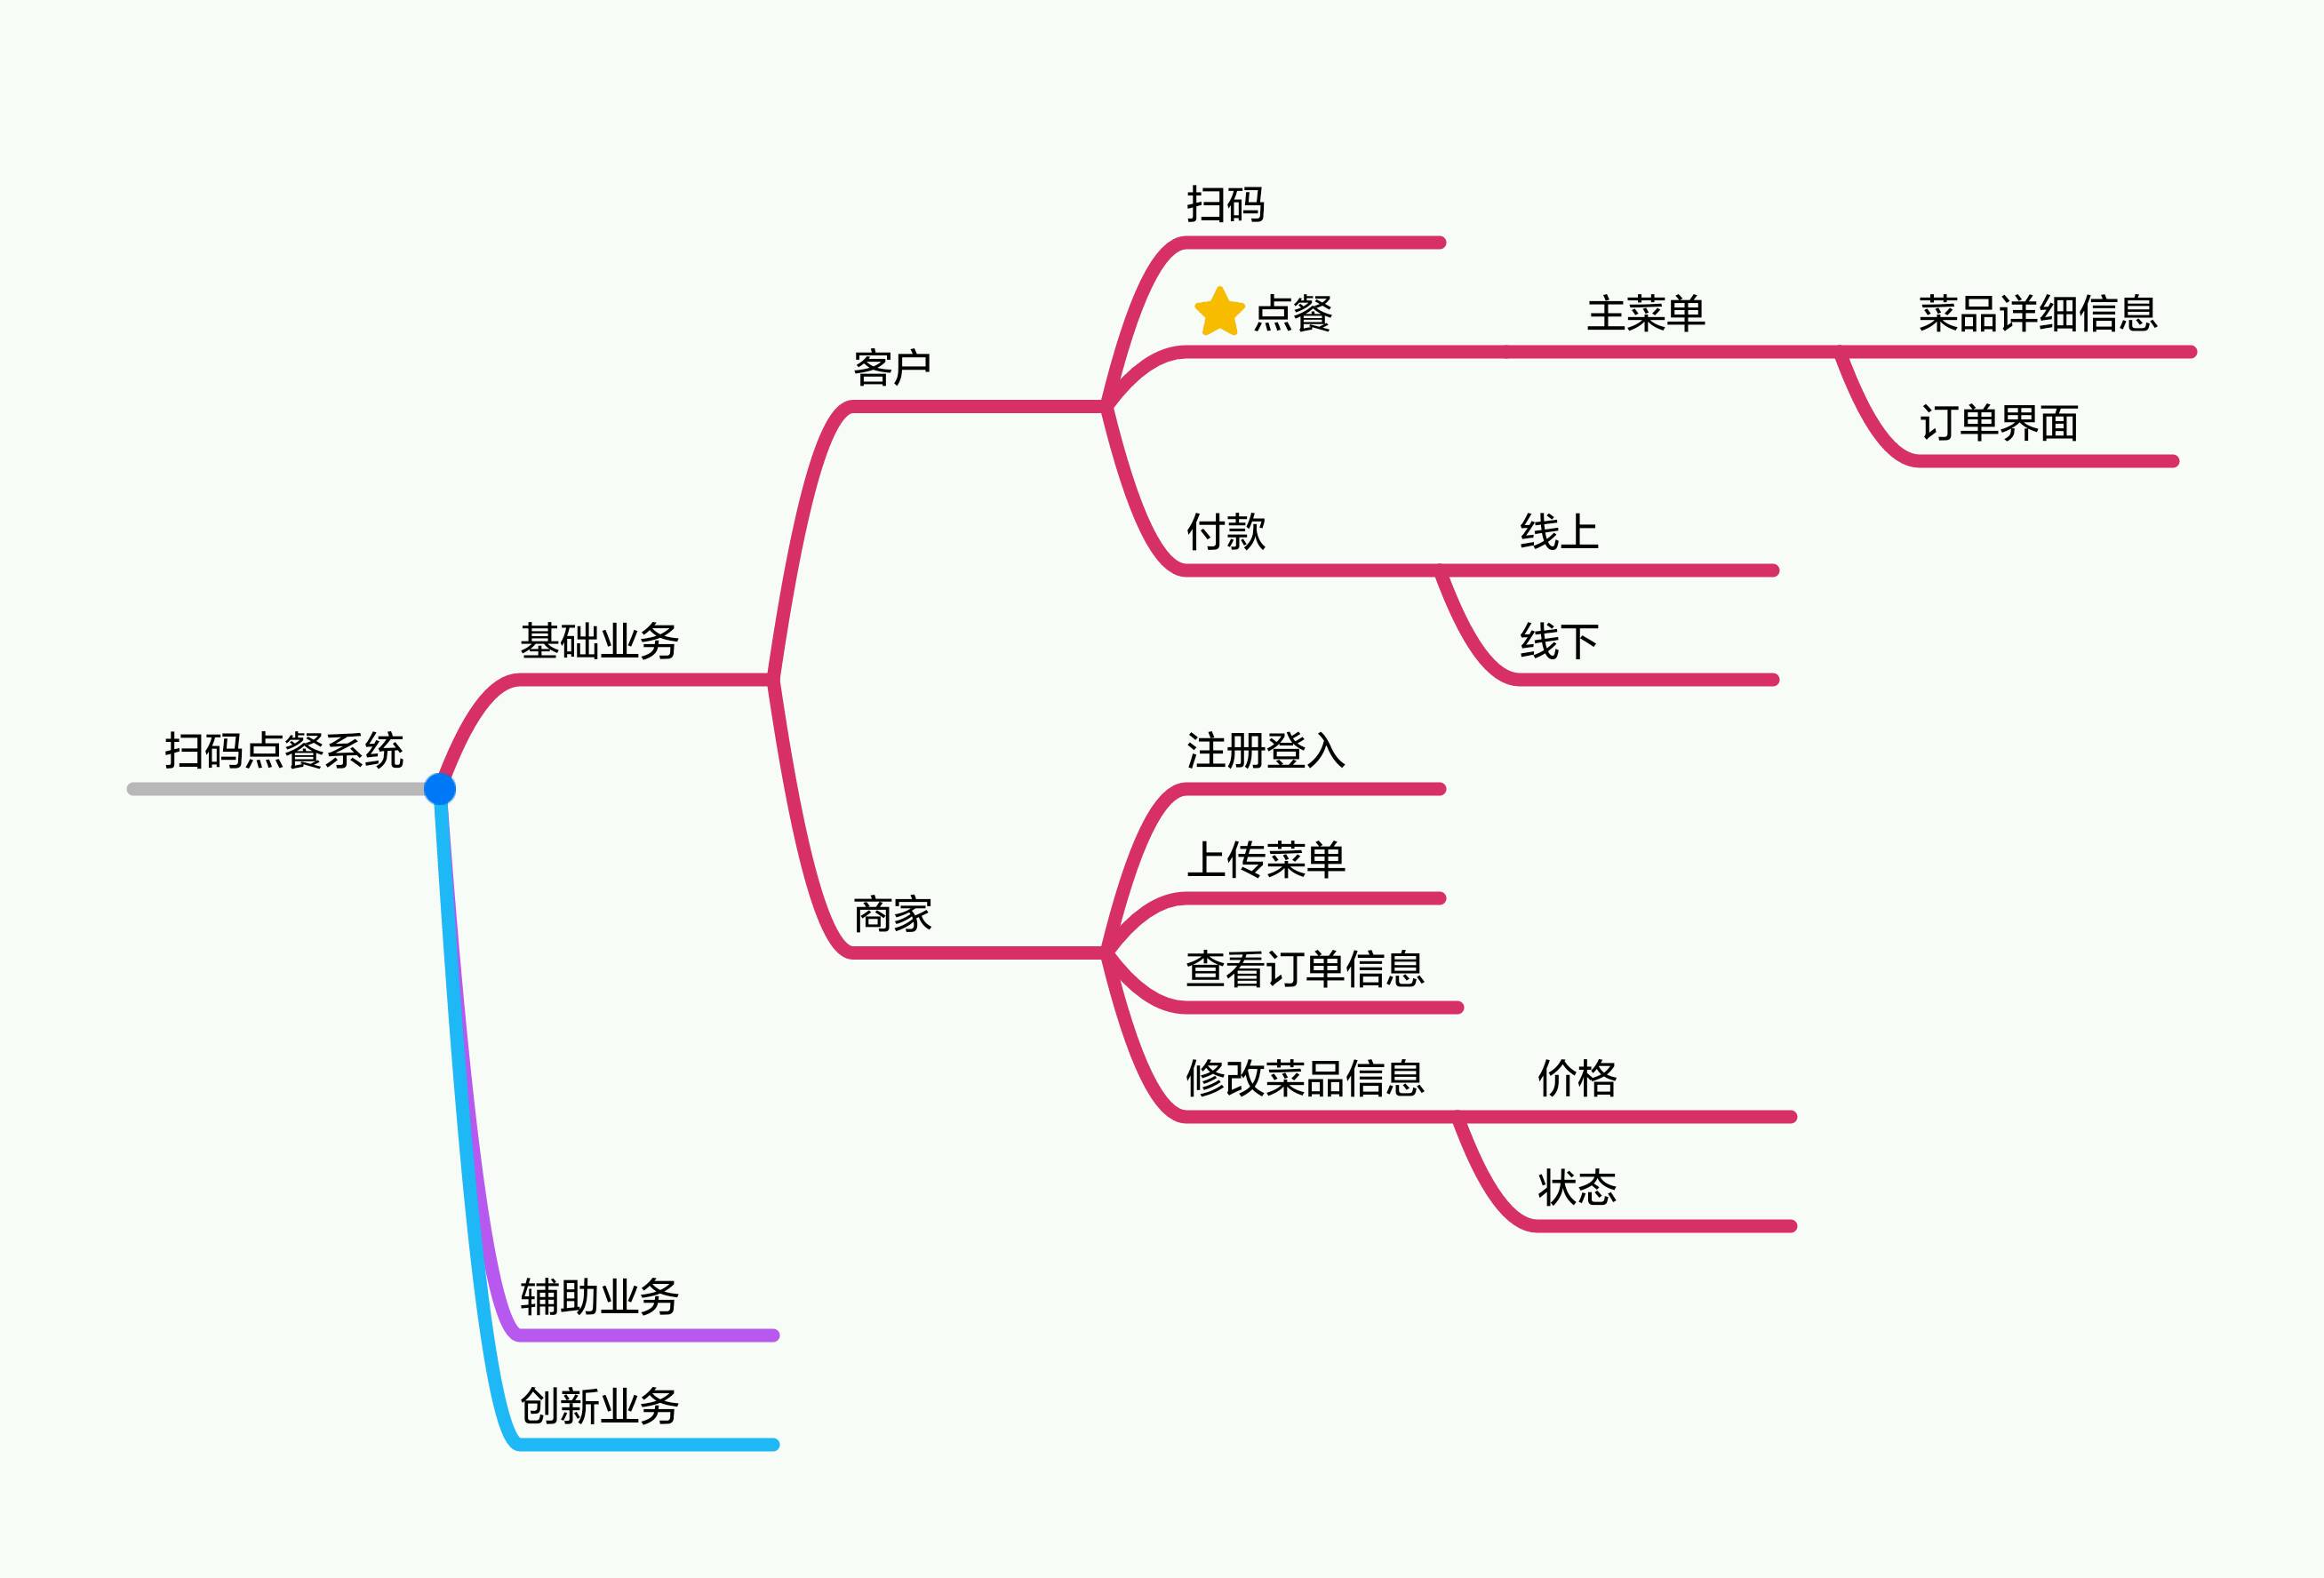 扫码点餐系统
基础业务
客户
扫码
点餐
主菜单
菜品详细信息
订单界面
付款
线上
线下
商家
注册登入
上传菜单
查看订单信息
修改菜品信息
价格
状态
辅助业务
创新业务